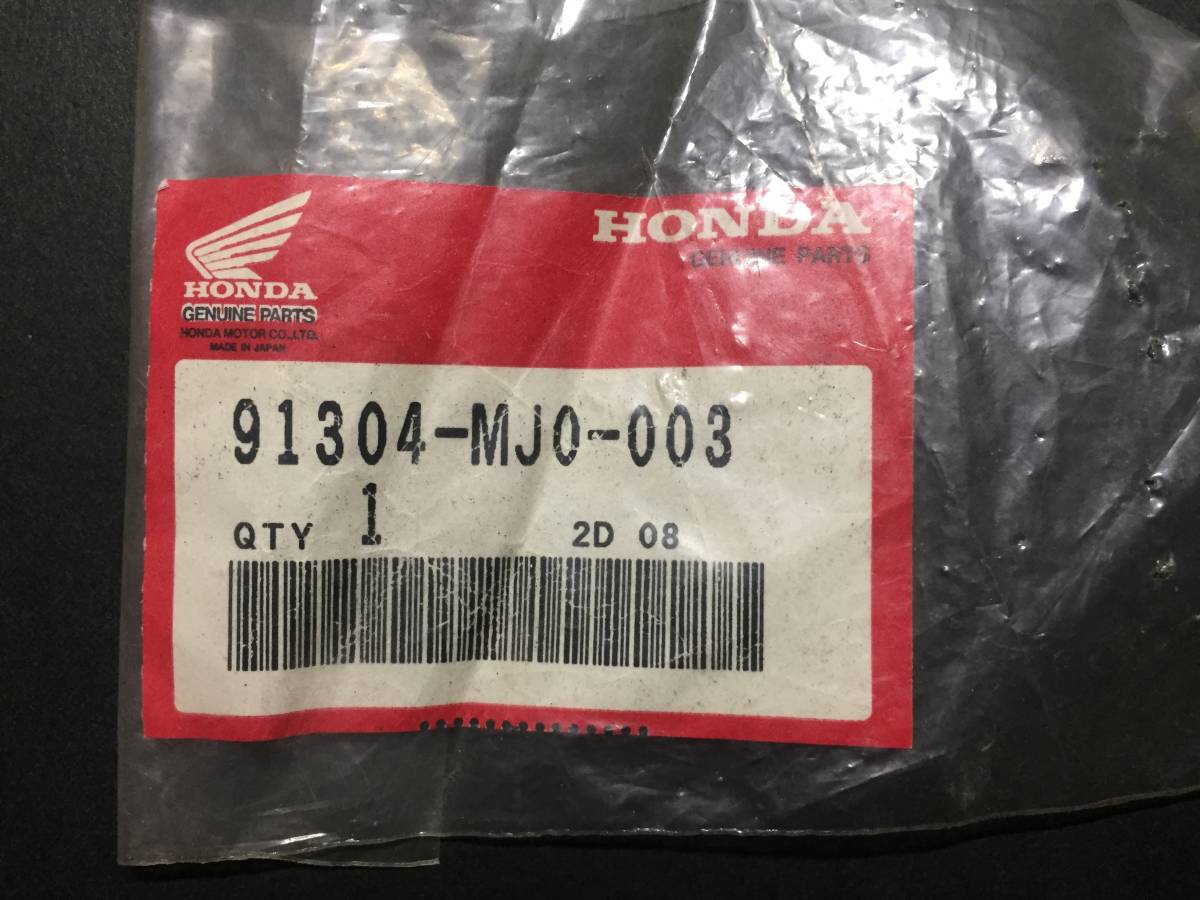 HONDA
GENUINE PARTS
HONDA MOTOR CO.,LTD.
MADE IN JAPAN
HONDA
GENUINE PARTS
91304-MJ0-003
QTY 1 2D 08